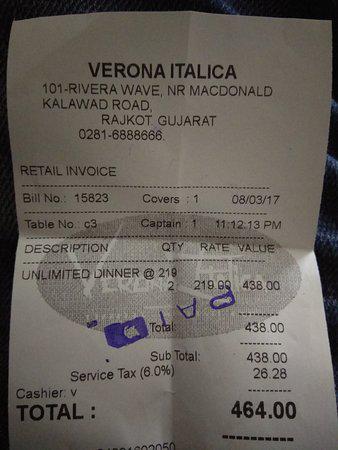 VERONA ITALICA
101-RIVERA WAVE, NR MACDONALD
KALAWAD ROAD,
RAJKOT. GUJARAT
0281-6888666.
RETAIL INVOICE
Bill No.: 15823 Covers : 1 08/03/17
Table No.: c3 Captain : 1 11:12:13 PM
DESCRIPTION QTY RATE VALUE
UNLIMITED DINNER @ 219
2 219.00 438.00
VERONA ITALICA
PAID
Total: 438.00
Sub Total: 438.00
Service Tax (6.0%) 26.28
Cashier: v
TOTAL : 464.00